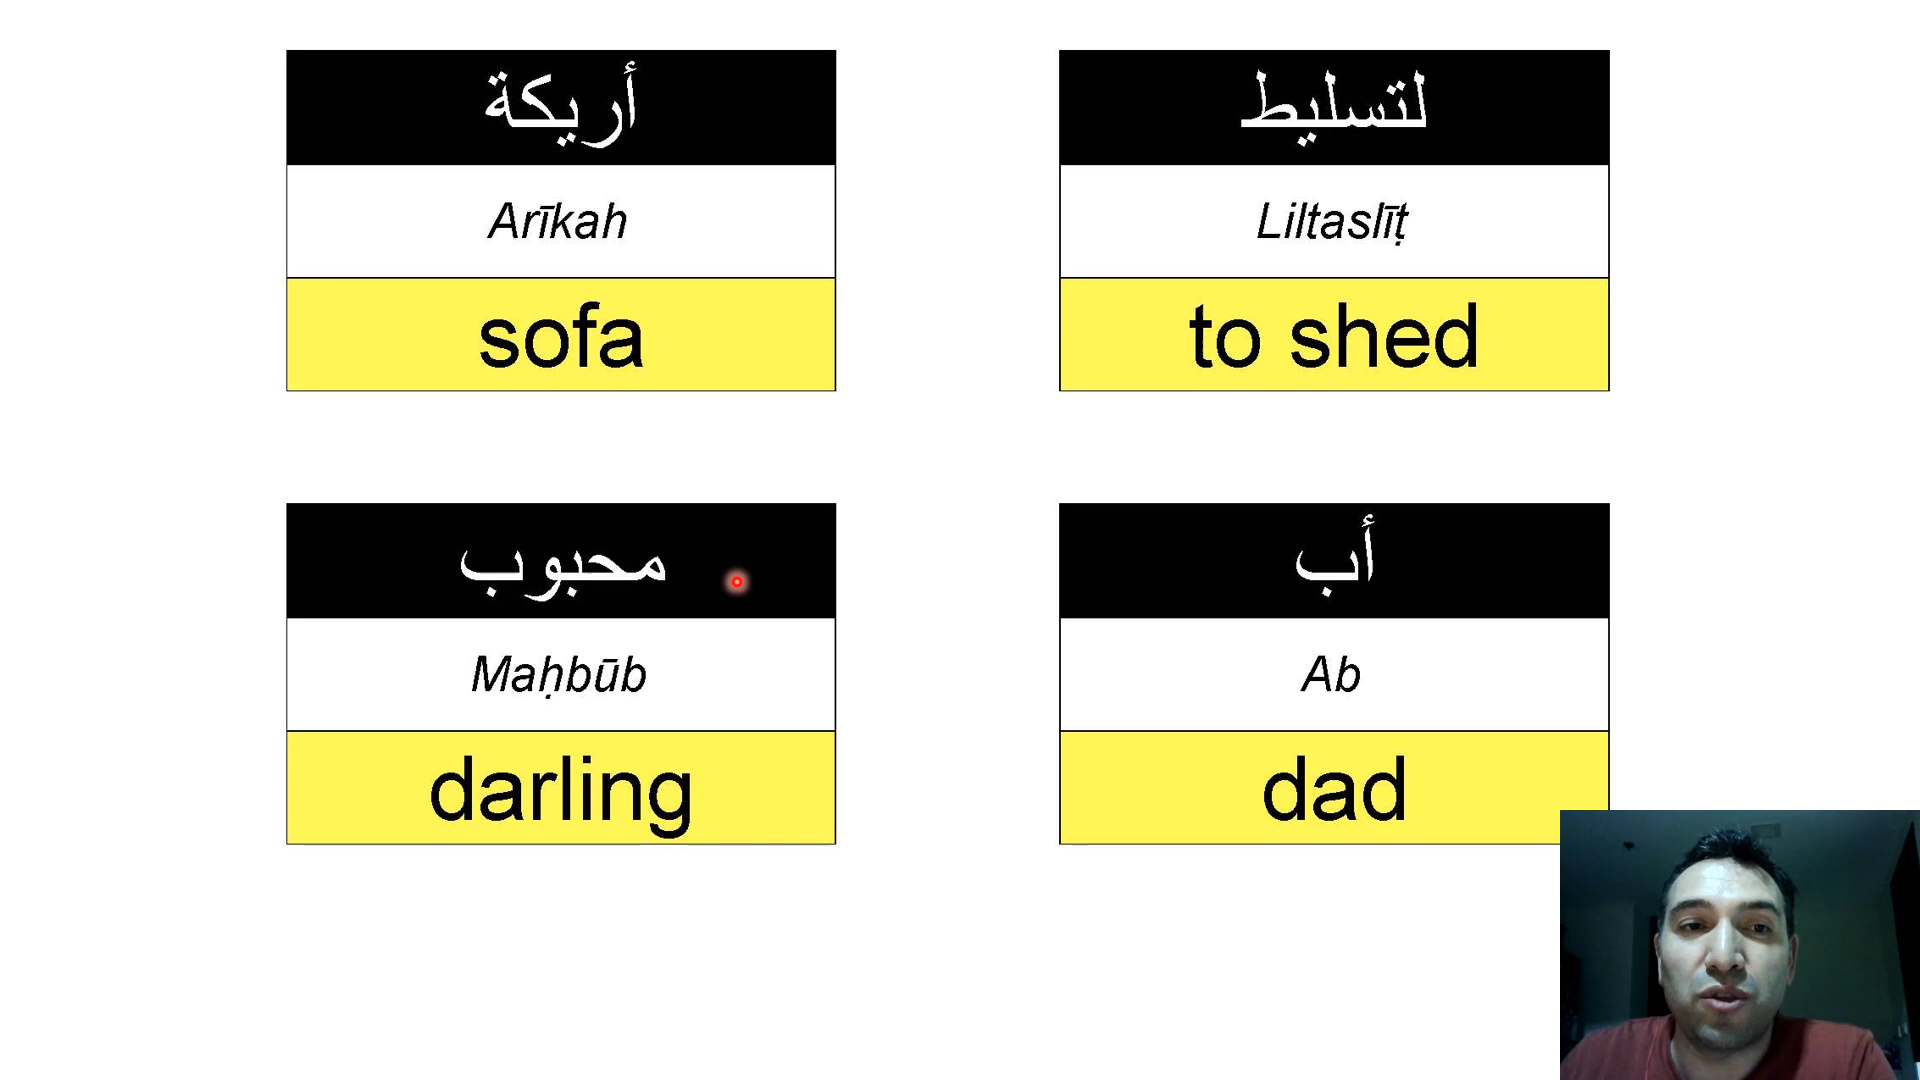 أريكة
Arīkah
sofa
لتسليط
Liltaslīṭ
to shed
محبوب
Maḥbūb
darling
أب
Ab
dad